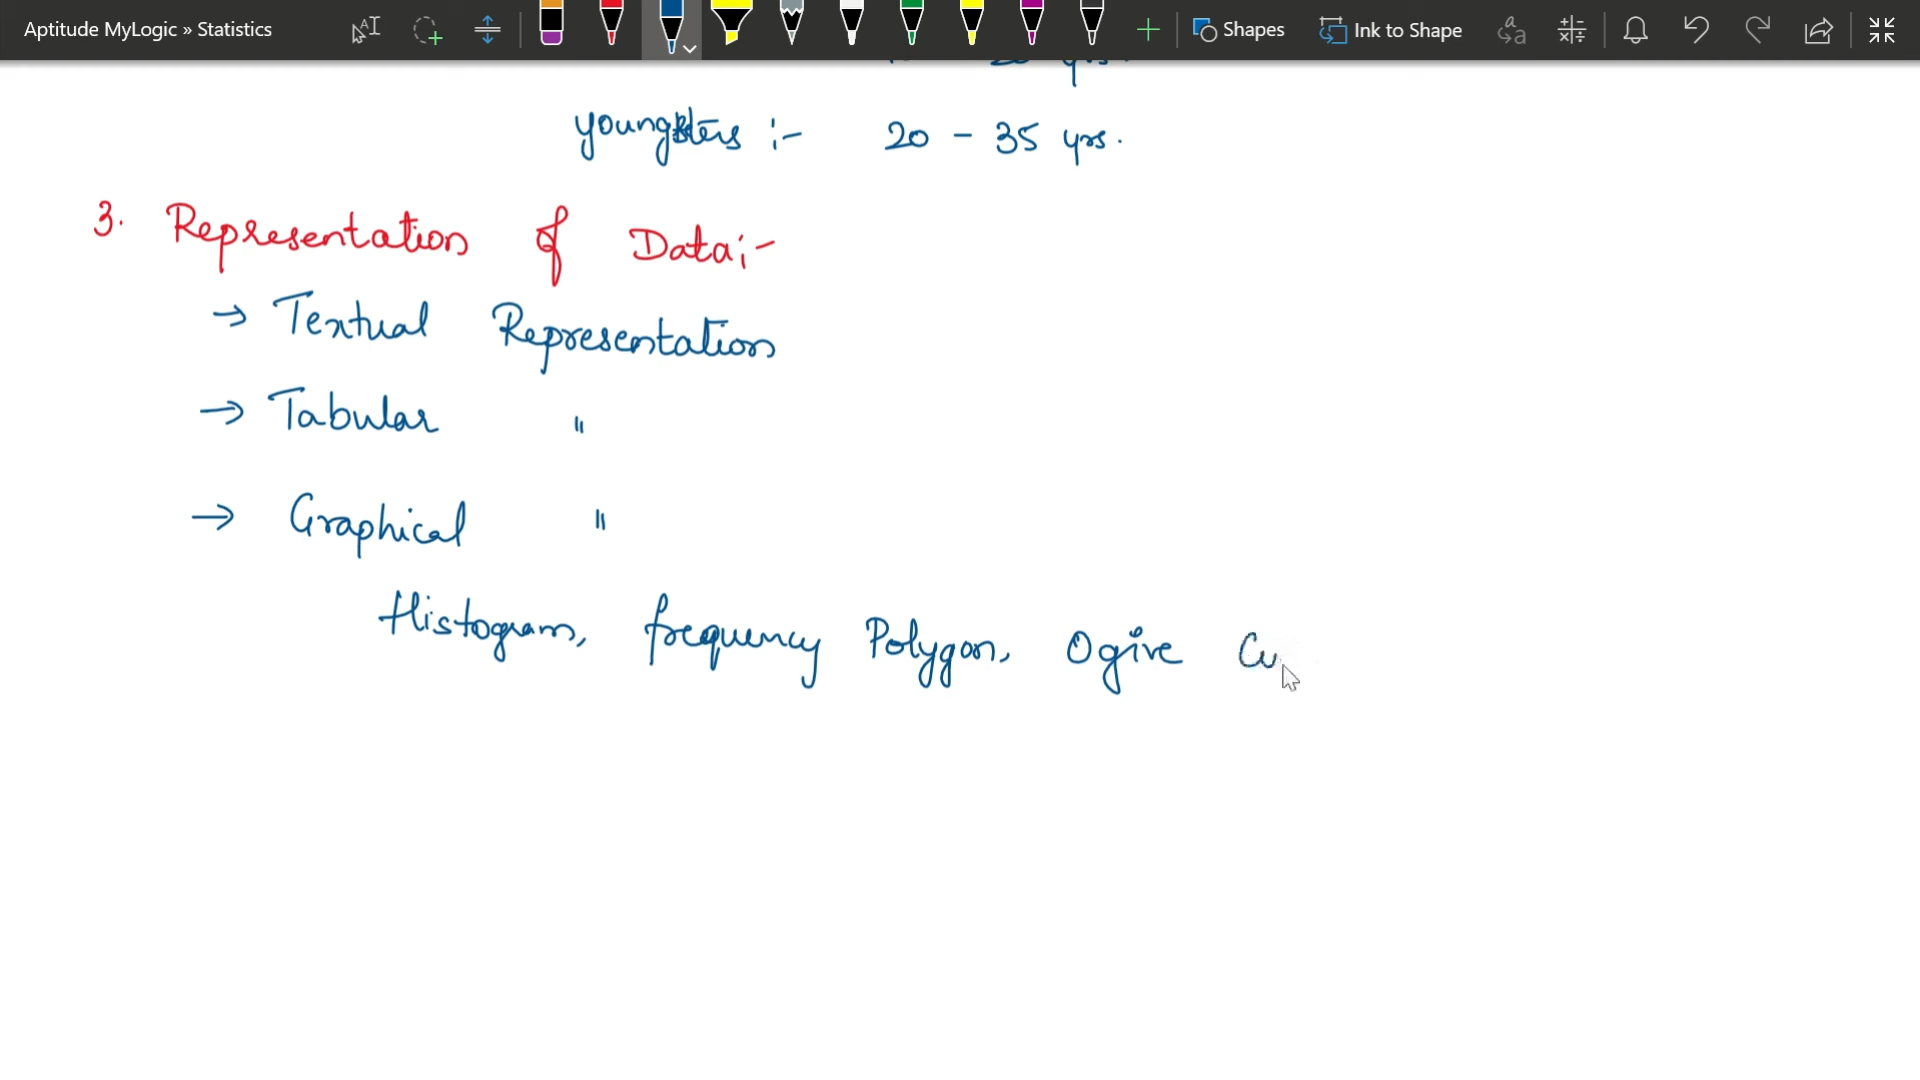 Aptitude MyLogic » Statistics Shapes Ink to Shape
youngsters :- 20 - 35 yrs.
3. Representation of Data :-
→ Textual Representation
→ Tabular "
→ Graphical "
Histogram, frequency Polygon, Ogive Cu